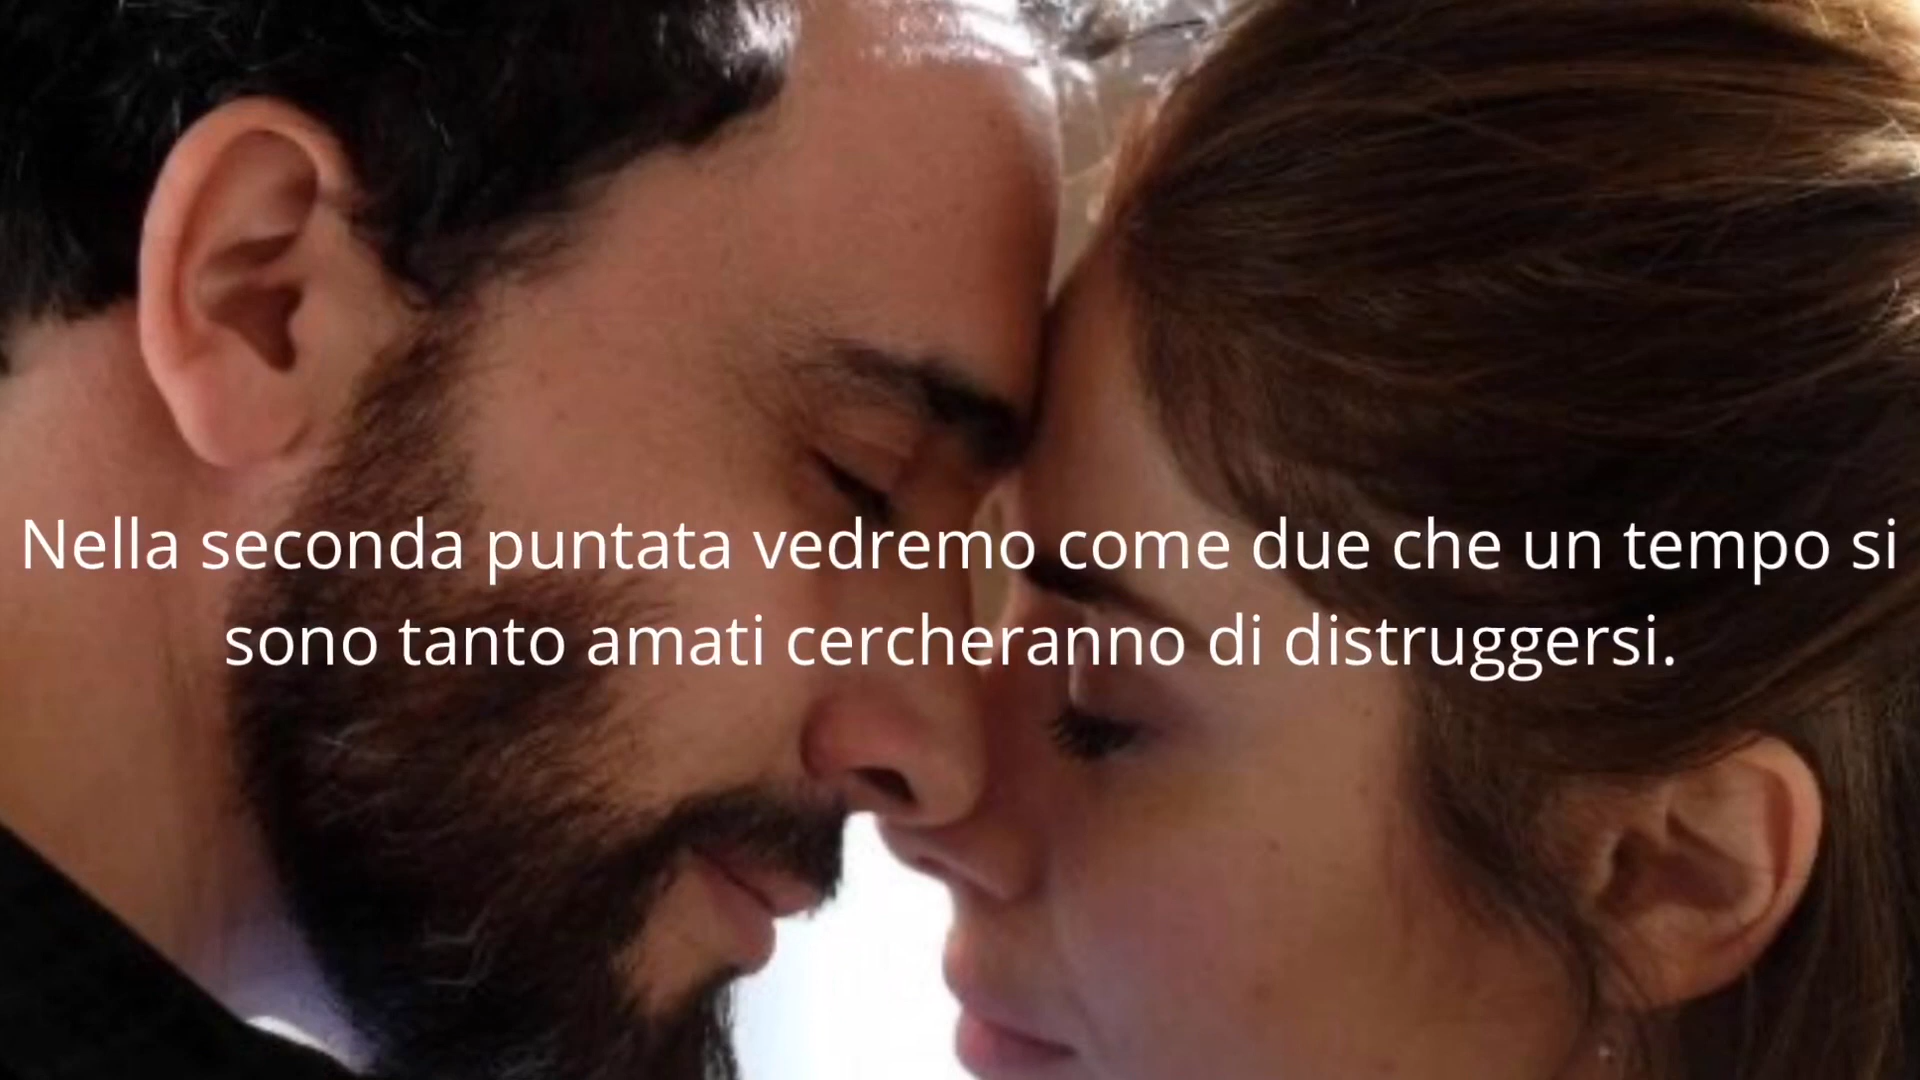 Nella seconda puntata vedremo come due che un tempo si
sono tanto amati cercheranno di distruggersi.